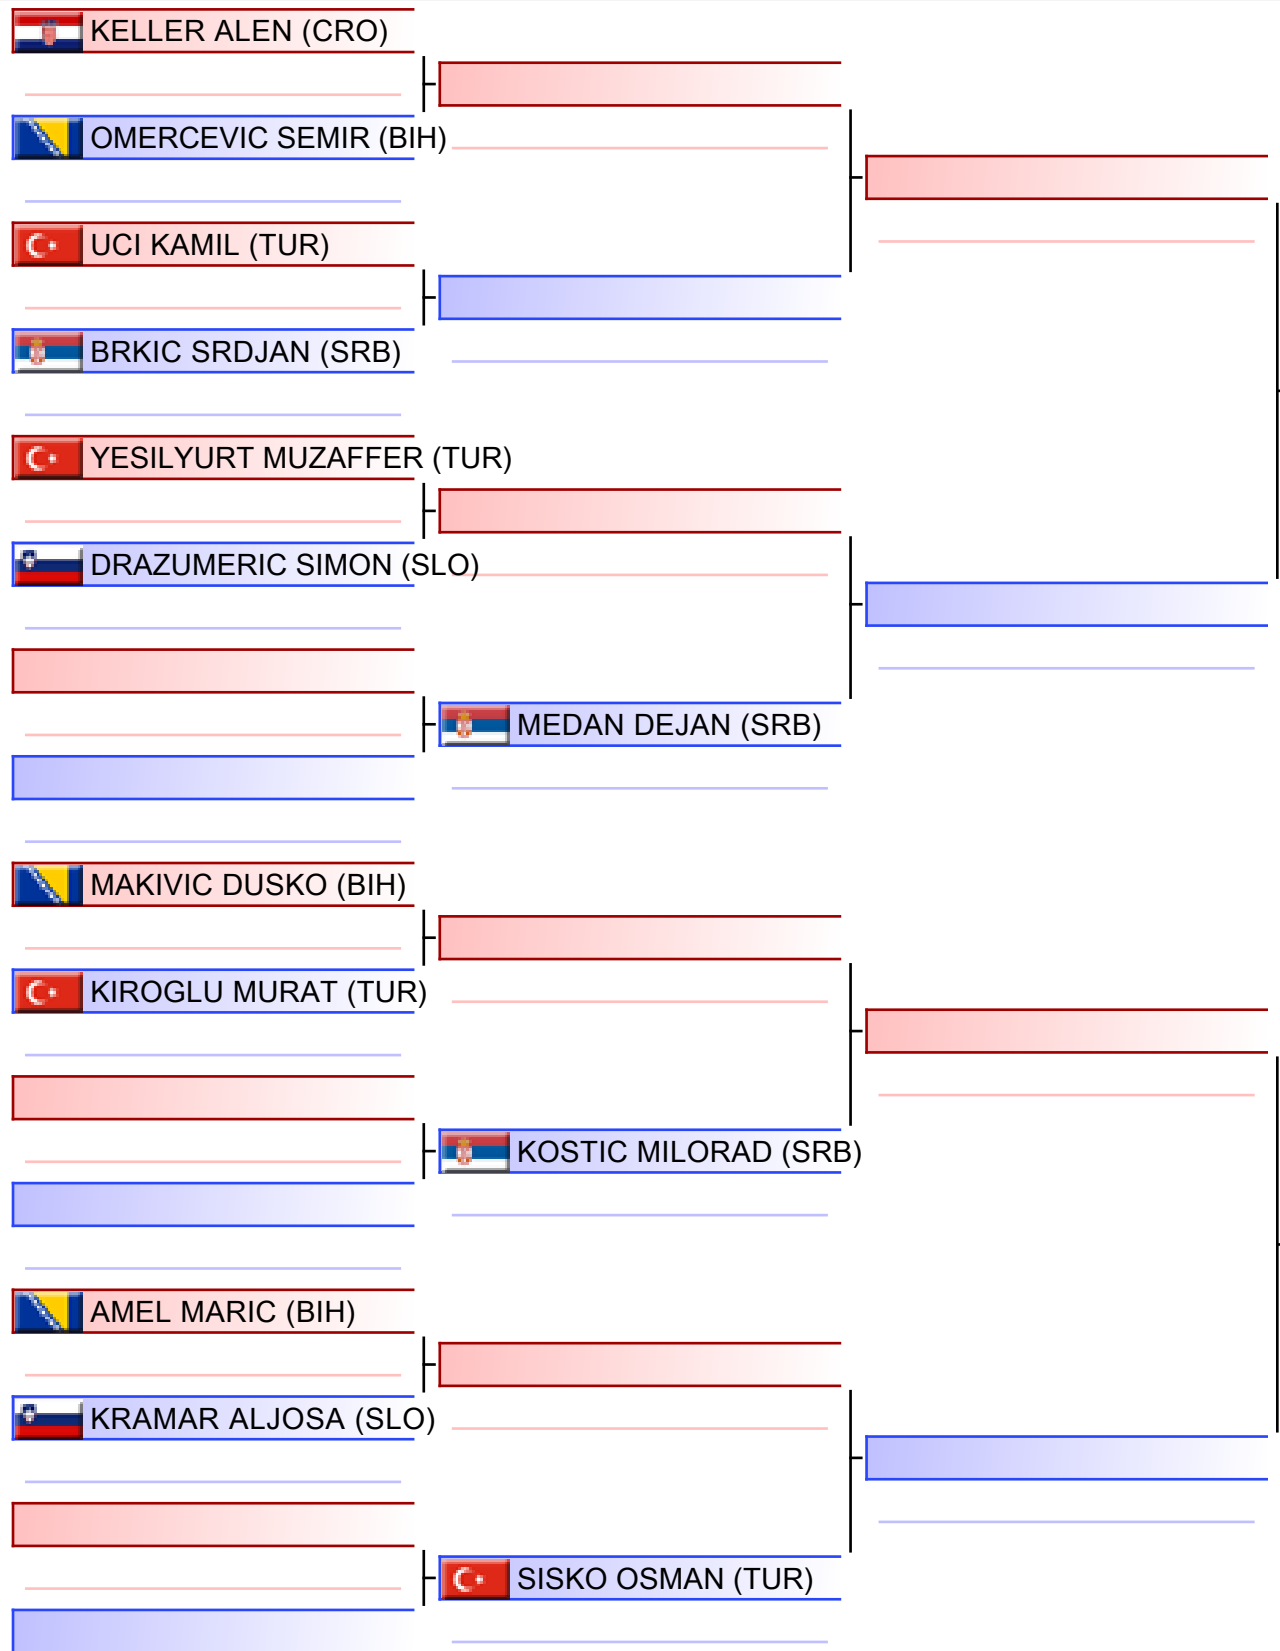 KELLER ALEN (CRO)
OMERCEVIC SEMIR (BIH)
UCI KAMIL (TUR)
BRKIC SRDJAN (SRB)
YESILYURT MUZAFFER (TUR)
DRAZUMERIC SIMON (SLO)
MEDAN DEJAN (SRB)
MAKIVIC DUSKO (BIH)
KIROGLU MURAT (TUR)
KOSTIC MILORAD (SRB)
AMEL MARIC (BIH)
KRAMAR ALJOSA (SLO)
SISKO OSMAN (TUR)